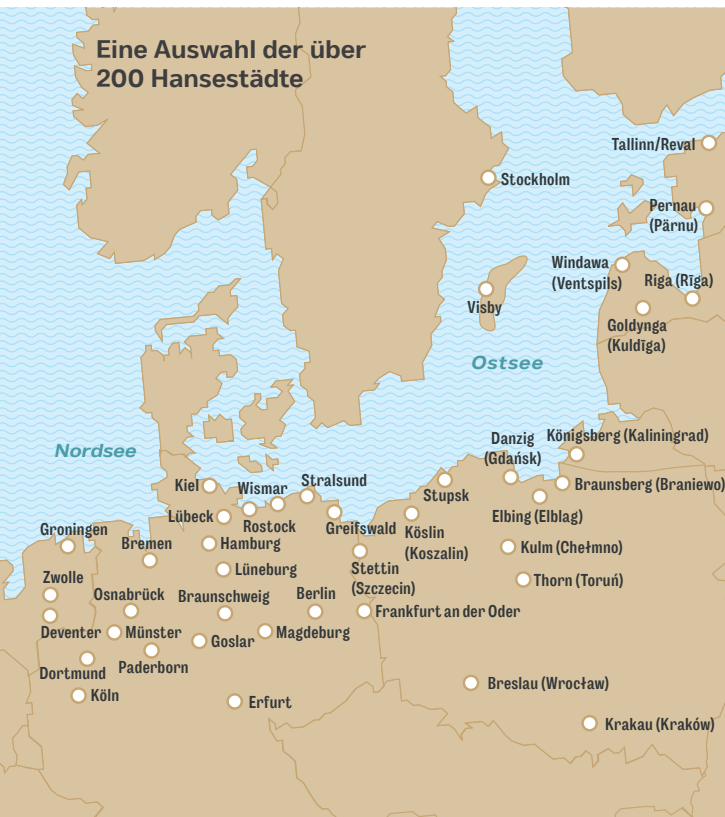 Eine Auswahl der über
200 Hansestädte
Tallinn/Reval
Stockholm
Pernau
(Pärnu)
Windawa
(Ventspils)
Riga (Rīga)
Visby
Goldynga
(Kuldīga)
Ostsee
Nordsee
Danzig
(Gdańsk)
Königsberg (Kaliningrad)
Kiel
Wismar
Stralsund
Stupsk
Braunsberg (Braniewo)
Lübeck
Rostock
Greifswald
Köslin
(Koszalin)
Elbing (Elblag)
Groningen
Bremen
Hamburg
Kulm (Chełmno)
Lüneburg
Stettin
(Szczecin)
Thorn (Toruń)
Zwolle
Osnabrück
Braunschweig
Berlin
Frankfurt an der Oder
Deventer
Münster
Goslar
Magdeburg
Dortmund
Paderborn
Köln
Erfurt
Breslau (Wrocław)
Krakau (Kraków)